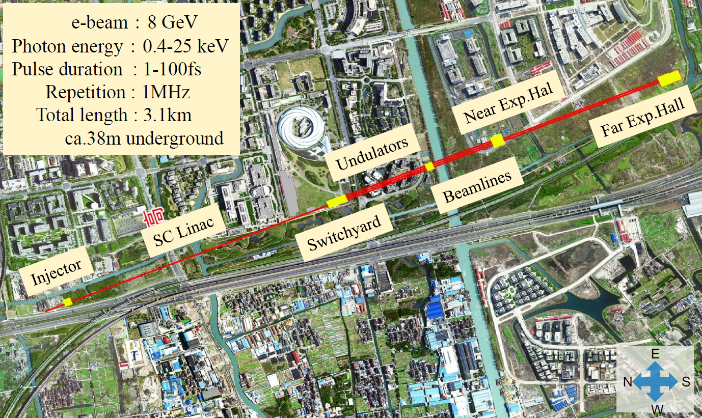 e-beam : 8 GeV
Photon energy : 0.4-25 keV
Pulse duration : 1-100fs
Repetition : 1MHz
Total length : 3.1km
ca.38m underground
Near Exp.Hal
Far Exp.Hall
Undulators
Beamlines
SC Linac
Switchyard
Injector
E
N S
W